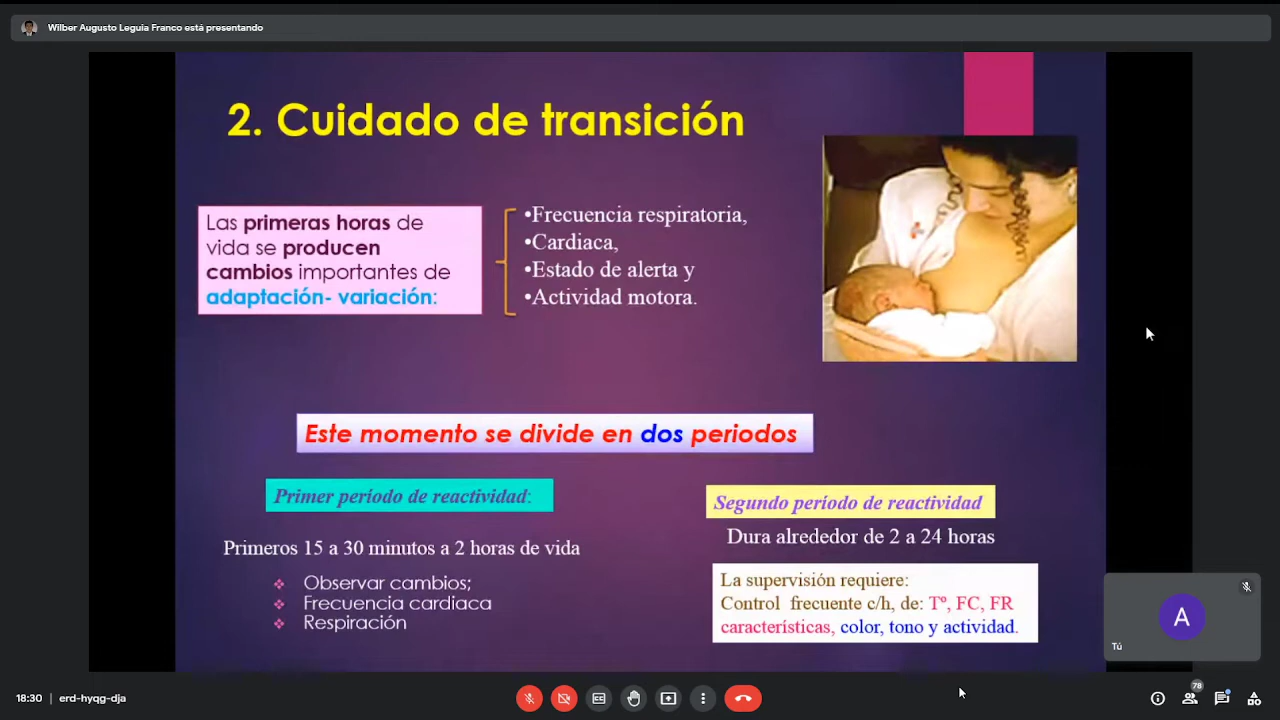 Wilber Augusto Leguia Franco está presentando
2. Cuidado de transición
Las primeras horas de
vida se producen
cambios importantes de
adaptación- variación:
•Frecuencia respiratoria,
•Cardiaca,
•Estado de alerta y
•Actividad motora.
Este momento se divide en dos periodos
Primer período de reactividad:
Primeros 15 a 30 minutos a 2 horas de vida
Observar cambios;
Frecuencia cardiaca
Respiración
Segundo período de reactividad
Dura alrededor de 2 a 24 horas
La supervisión requiere:
Control frecuente c/h, de: Tº, FC, FR
características, color, tono y actividad.
A
Tú
18:30 | erd-hyqg-dja
78